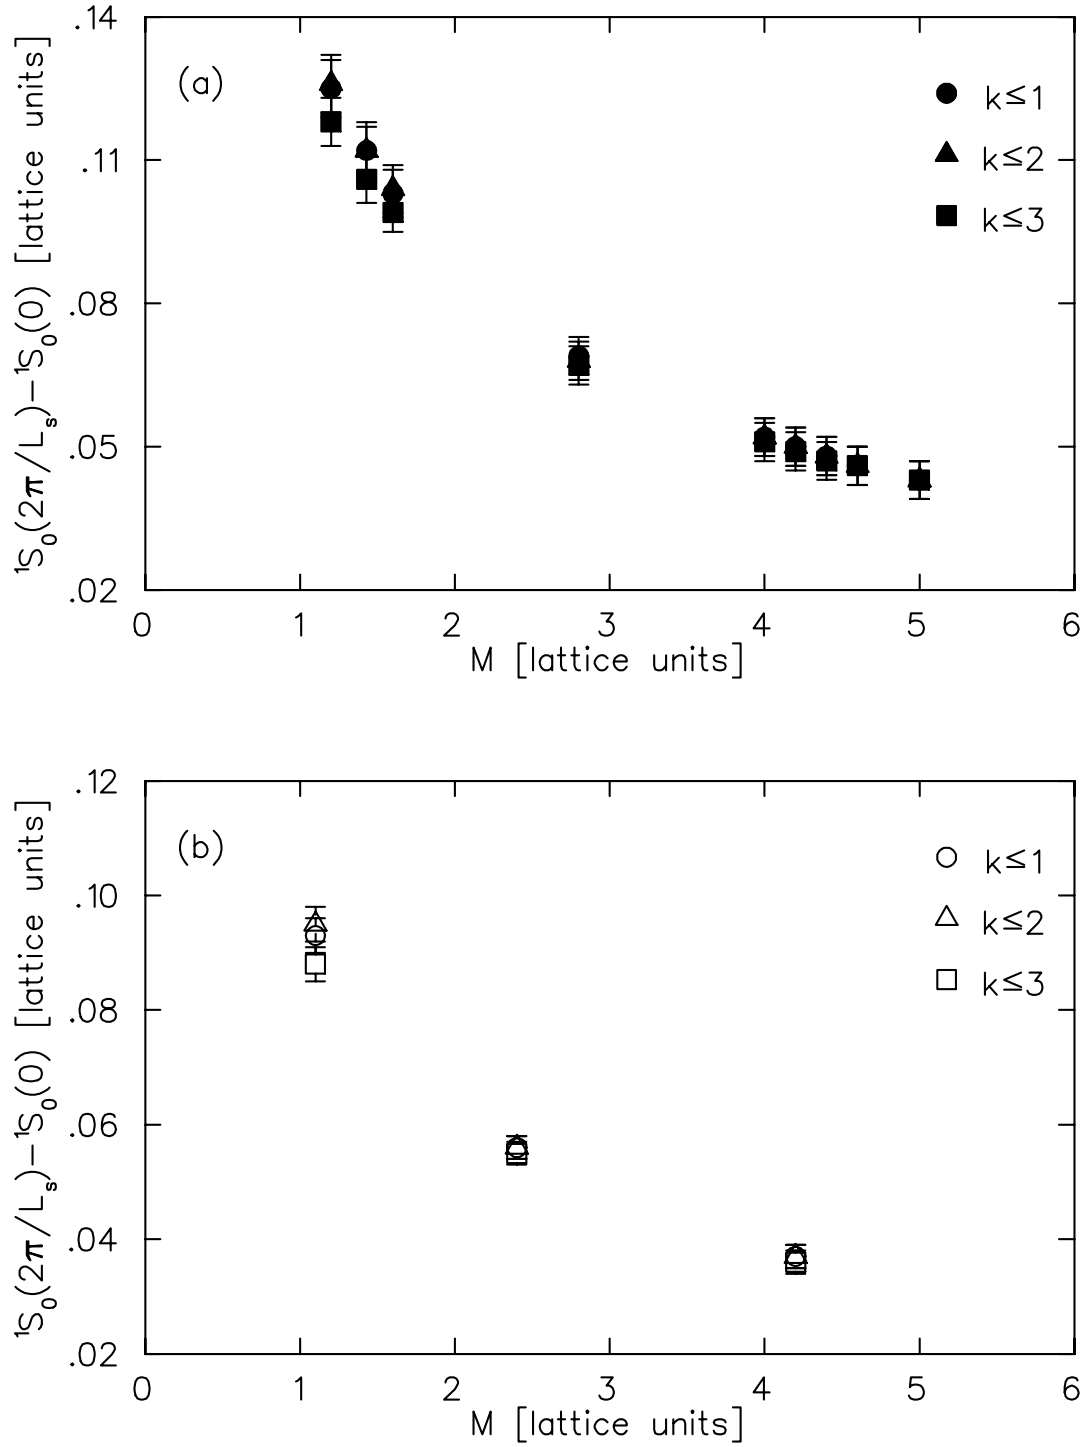 .14
(a)
k≤1
.11
k≤2
k≤3
.08
.05
.02
¹S₀(2π/Lₛ)−¹S₀(0) [lattice units]
0 1 2 3 4 5 6
M [lattice units]
.12
(b)
k≤1
.10
k≤2
k≤3
.08
.06
.04
.02
¹S₀(2π/Lₛ)−¹S₀(0) [lattice units]
0 1 2 3 4 5 6
M [lattice units]